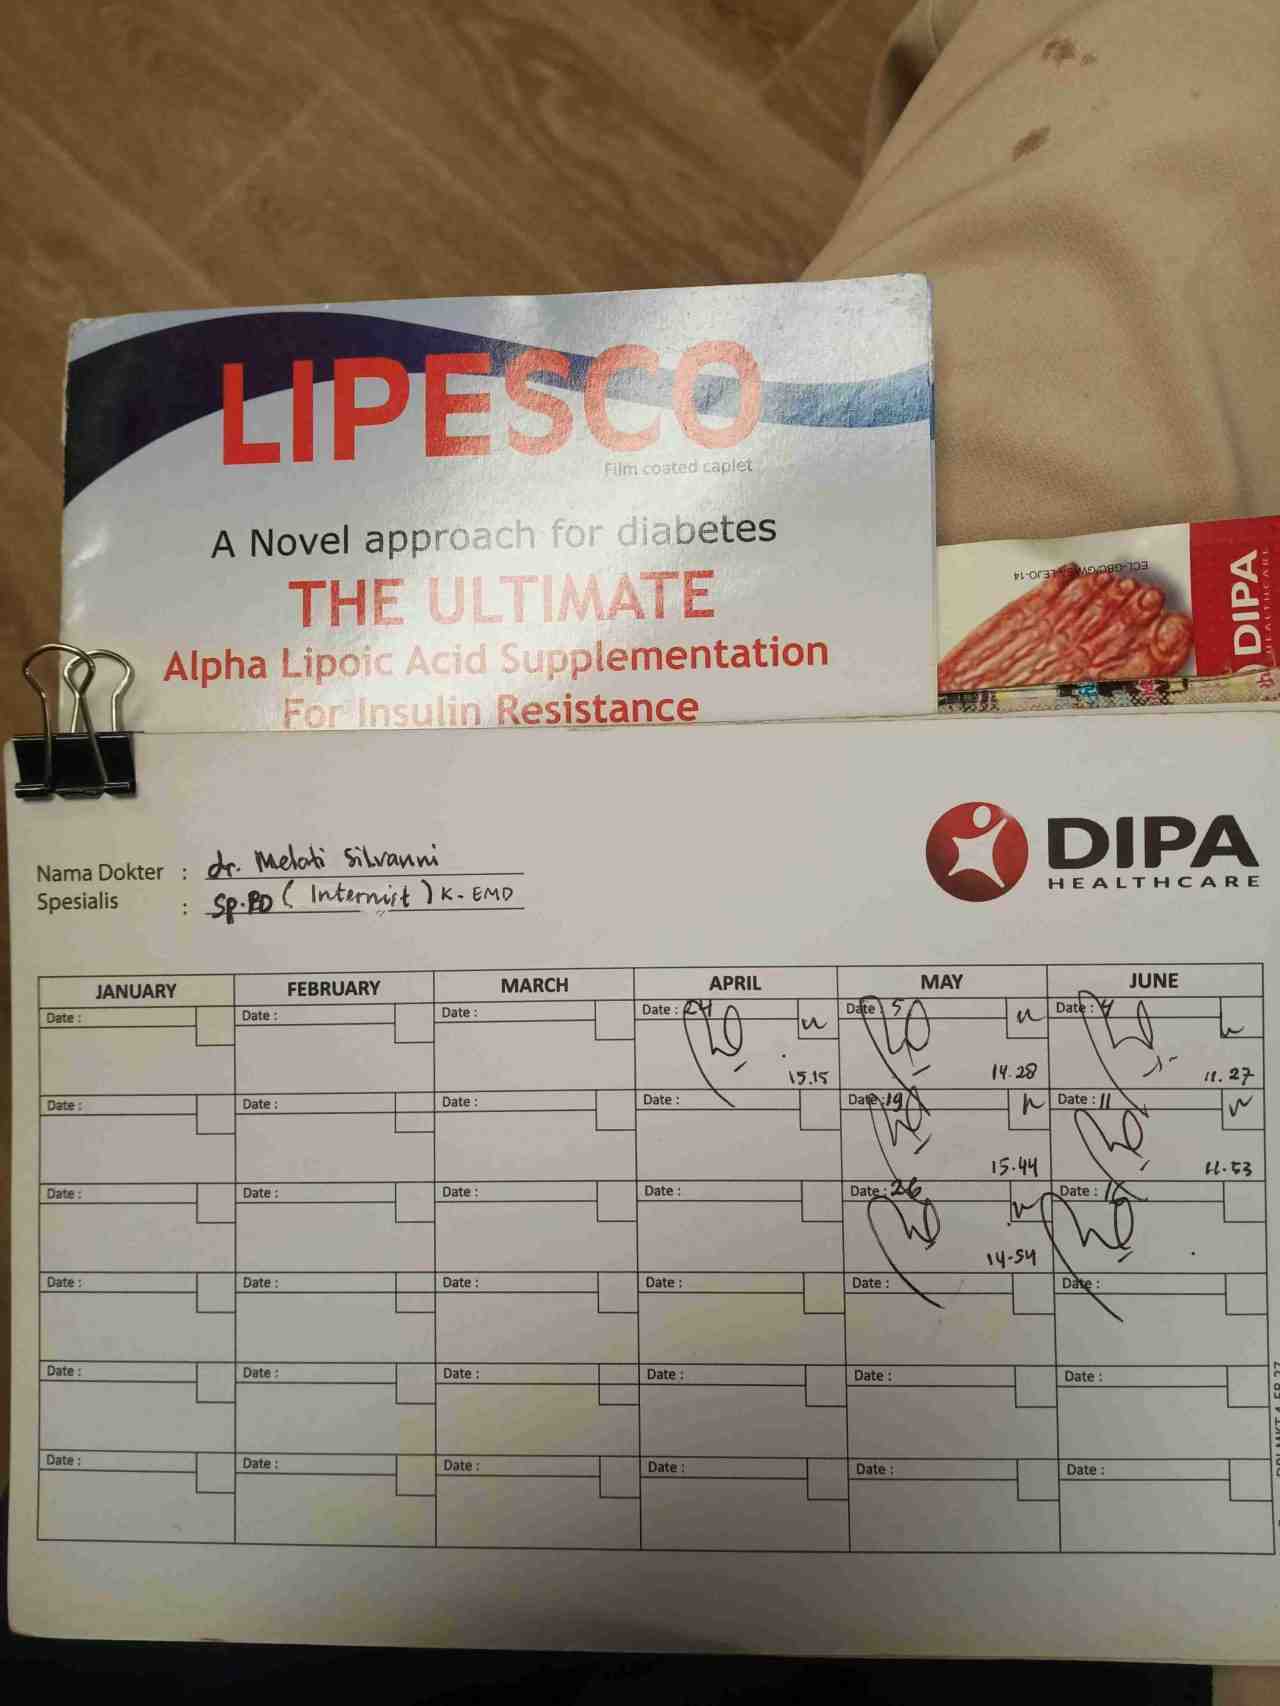 LIPESCO
Film coated caplet
A Novel approach for diabetes
THE ULTIMATE
Alpha Lipoic Acid Supplementation
For Insulin Resistance
DIPA
HEALTHCARE
DIPA
HEALTHCARE
Nama Dokter : dr. Melati Silvanni
Spesialis : Sp.PD (Internist) K-EMD
JANUARY FEBRUARY MARCH APRIL MAY JUNE
Date : Date : Date : Date : 24 Date : 5 Date : 4
15.15 14.28 11.27
Date : Date : Date : Date : Date : 19 Date : 11
15.44 11.53
Date : Date : Date : Date : Date : 26 Date :
14.54
Date : Date : Date : Date : Date : Date :
Date : Date : Date : Date : Date : Date :
Date : Date : Date : Date : Date : Date :